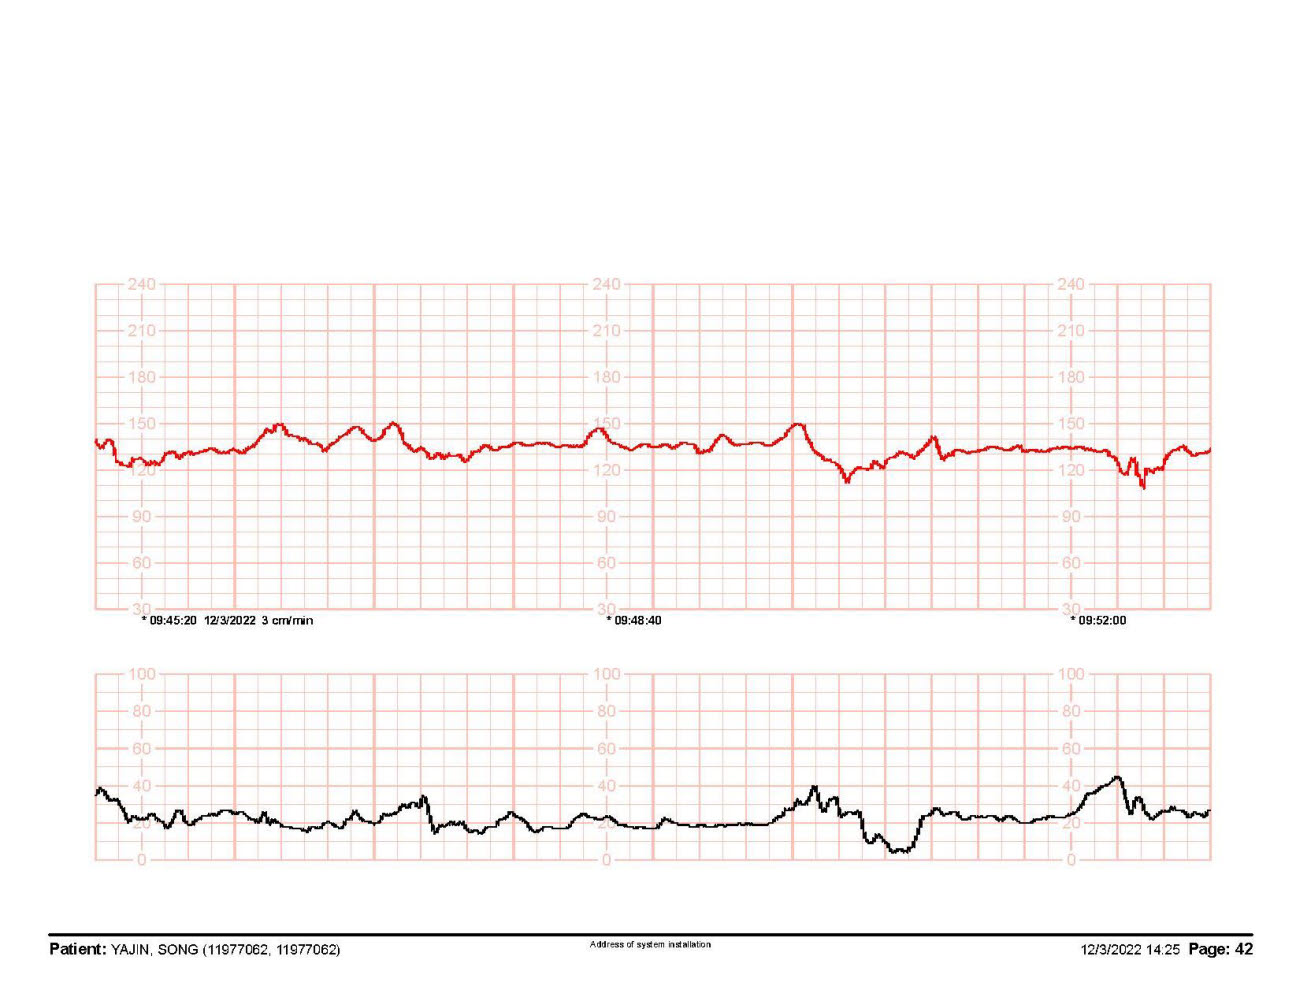 240 240 240
210 210 210
180 180 180
150 150 150
120 120 120
90 90 90
60 60 60
30 30 30
* 09:45:20 12/3/2022 3 cm/min * 09:48:40 * 09:52:00
100 100 100
80 80 80
60 60 60
40 40 40
20 20 20
0 0 0
Patient: YAJIN, SONG (11977062, 11977062) Address of system installation 12/3/2022 14:25 Page: 42